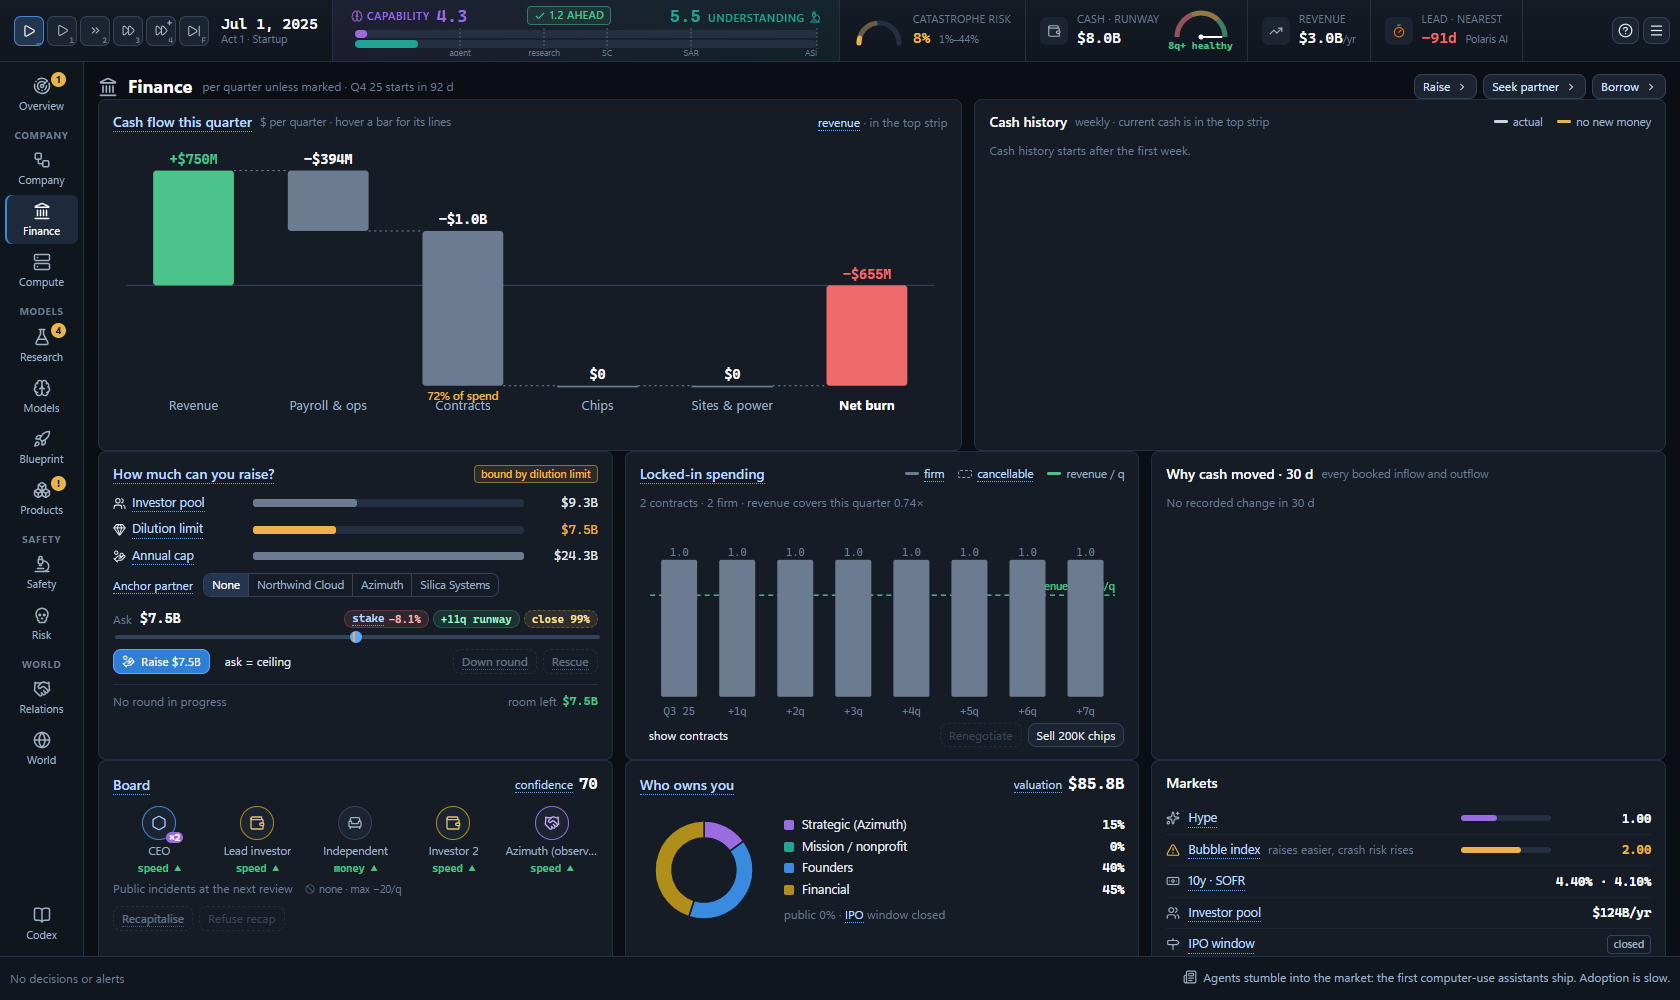 Jul 1, 2025
Act 1 · Startup
1
2
3
4
F
CAPABILITY 4.3
1.2 AHEAD
5.5 UNDERSTANDING
agent
research
SC
SAR
ASI
CATASTROPHE RISK
8% 1%–44%
CASH · RUNWAY
$8.0B
8q+ healthy
REVENUE
$3.0B/yr
LEAD · NEAREST
−91d Polaris AI
1
Overview
COMPANY
Company
Finance
Compute
MODELS
4
Research
Models
Blueprint
!
Products
SAFETY
Safety
Risk
WORLD
Relations
World
Codex
Finance per quarter unless marked · Q4 25 starts in 92 d
Raise
Seek partner
Borrow
Cash flow this quarter $ per quarter · hover a bar for its lines
revenue · in the top strip
+$750M
−$394M
−$1.0B
$0
$0
−$655M
72% of spend
Revenue
Payroll & ops
Contracts
Chips
Sites & power
Net burn
Cash history weekly · current cash is in the top strip
actual
no new money
Cash history starts after the first week.
How much can you raise?
bound by dilution limit
Investor pool $9.3B
Dilution limit $7.5B
Annual cap $24.3B
Anchor partner None Northwind Cloud Azimuth Silica Systems
Ask $7.5B
stake −8.1%
+11q runway
close 99%
Raise $7.5B
ask = ceiling
Down round
Rescue
No round in progress
room left $7.5B
Locked-in spending
firm
cancellable
revenue / q
2 contracts · 2 firm · revenue covers this quarter 0.74×
1.0 1.0 1.0 1.0 1.0 1.0 1.0 1.0
Q3 25 +1q +2q +3q +4q +5q +6q +7q
show contracts
Renegotiate
Sell 200K chips
Why cash moved · 30 d every booked inflow and outflow
No recorded change in 30 d
Board
confidence 70
×2
CEO
speed ▲
Lead investor
speed ▲
Independent
money ▲
Investor 2
speed ▲
Azimuth (observ...
speed ▲
Public incidents at the next review none · max −20/q
Recapitalise
Refuse recap
Who owns you
valuation $85.8B
Strategic (Azimuth) 15%
Mission / nonprofit 0%
Founders 40%
Financial 45%
public 0% · IPO window closed
Markets
Hype 1.00
Bubble index raises easier, crash risk rises 2.00
10y · SOFR 4.40% · 4.10%
Investor pool $124B/yr
IPO window closed
No decisions or alerts
Agents stumble into the market: the first computer-use assistants ship. Adoption is slow.